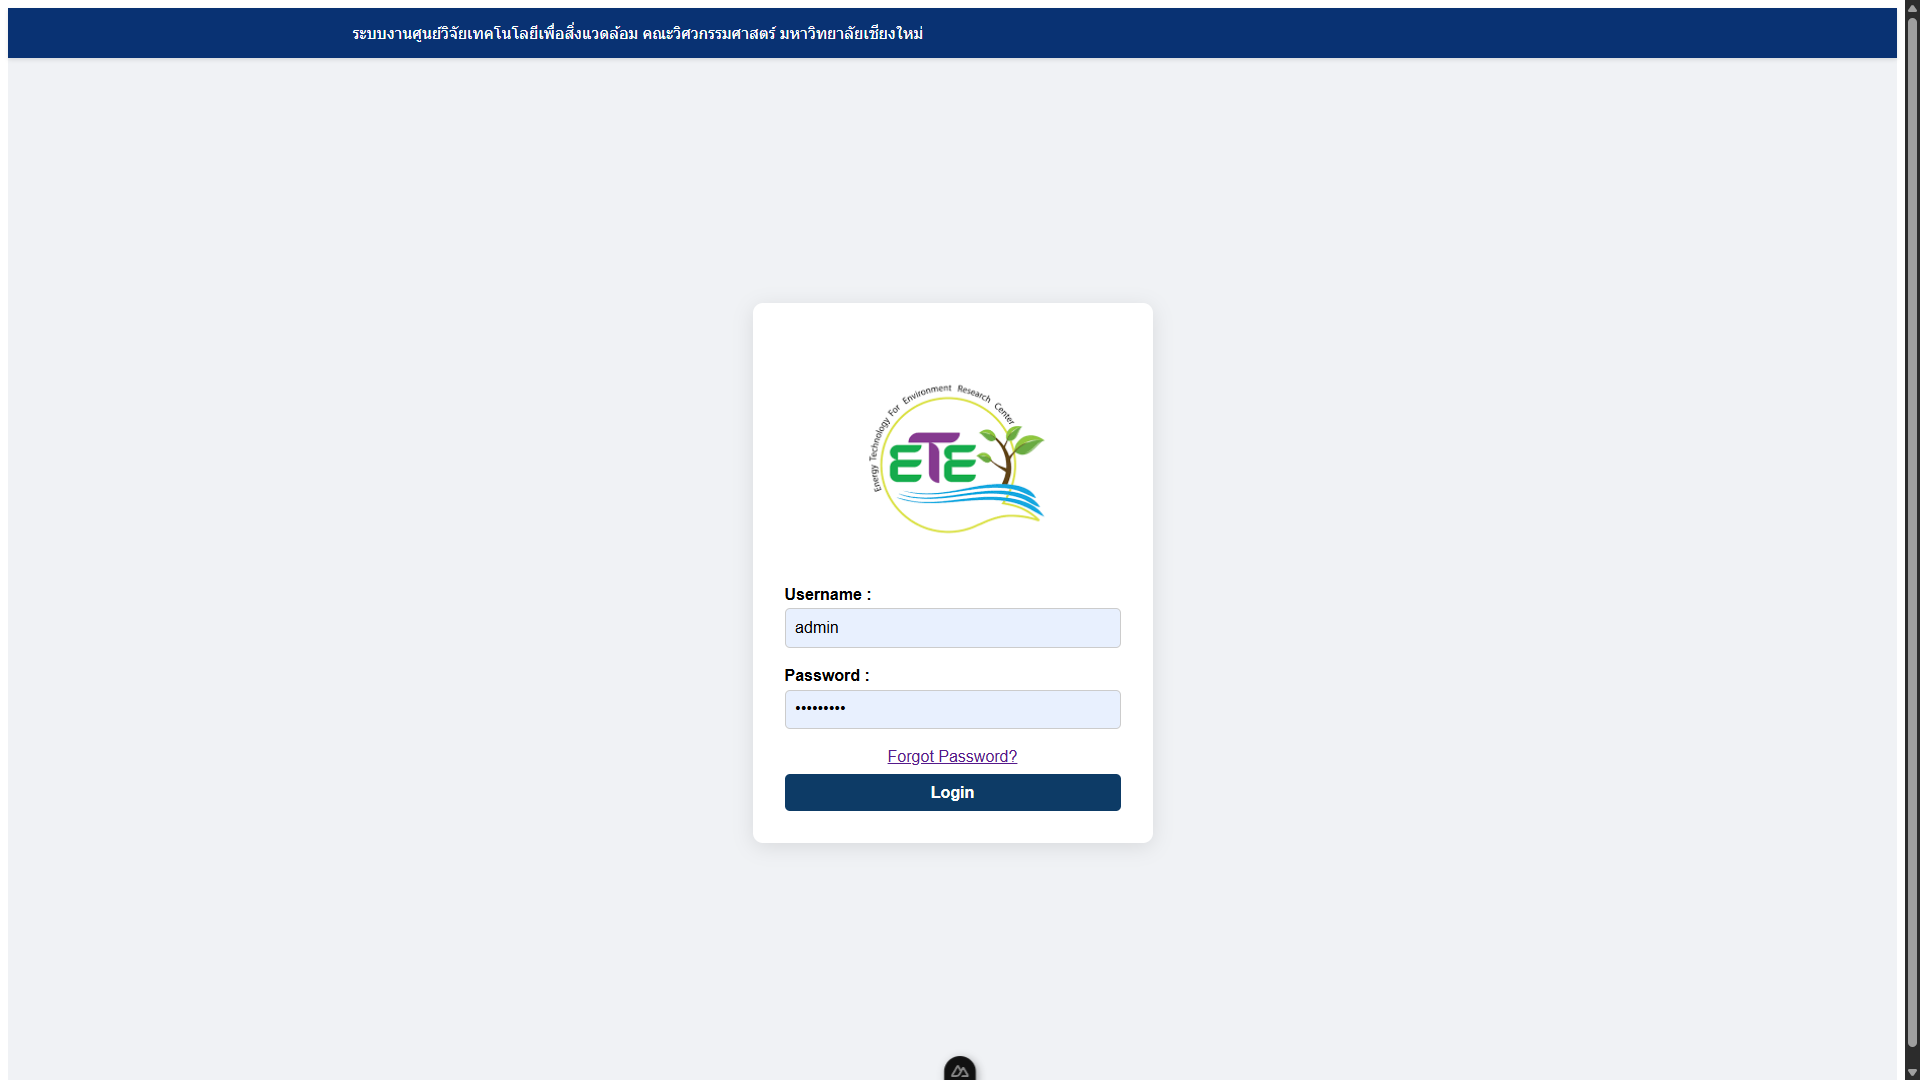 ระบบงานศูนย์วิจัยเทคโนโลยีเพื่อสิ่งแวดล้อม คณะวิศวกรรมศาสตร์ มหาวิทยาลัยเชียงใหม่
Energy Technology For Environment Research Center
ETE
Username :
admin
Password :
•••••••••
Forgot Password?
Login